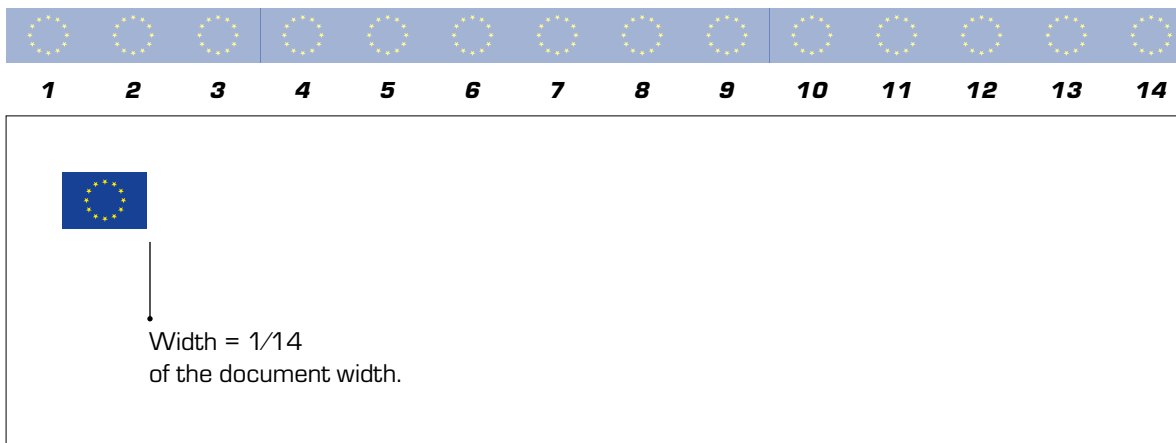 1 2 3 4 5 6 7 8 9 10 11 12 13 14
Width = 1⁄14
of the document width.